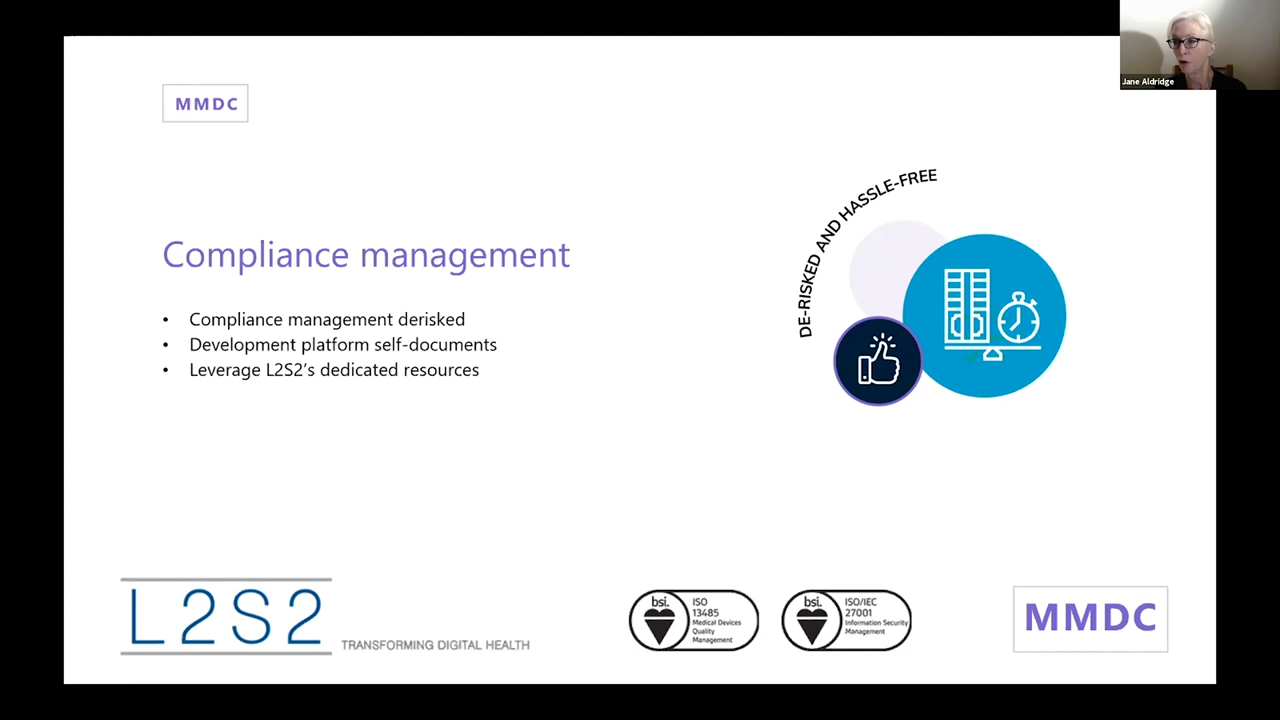 Jane Aldridge
MMDC
DE-RISKED AND HASSLE-FREE
Compliance management
• Compliance management derisked
• Development platform self-documents
• Leverage L2S2’s dedicated resources
L2S2
TRANSFORMING DIGITAL HEALTH
bsi.
ISO
13485
Medical Devices
Quality
Management
bsi.
ISO/IEC
27001
Information Security
Management
MMDC